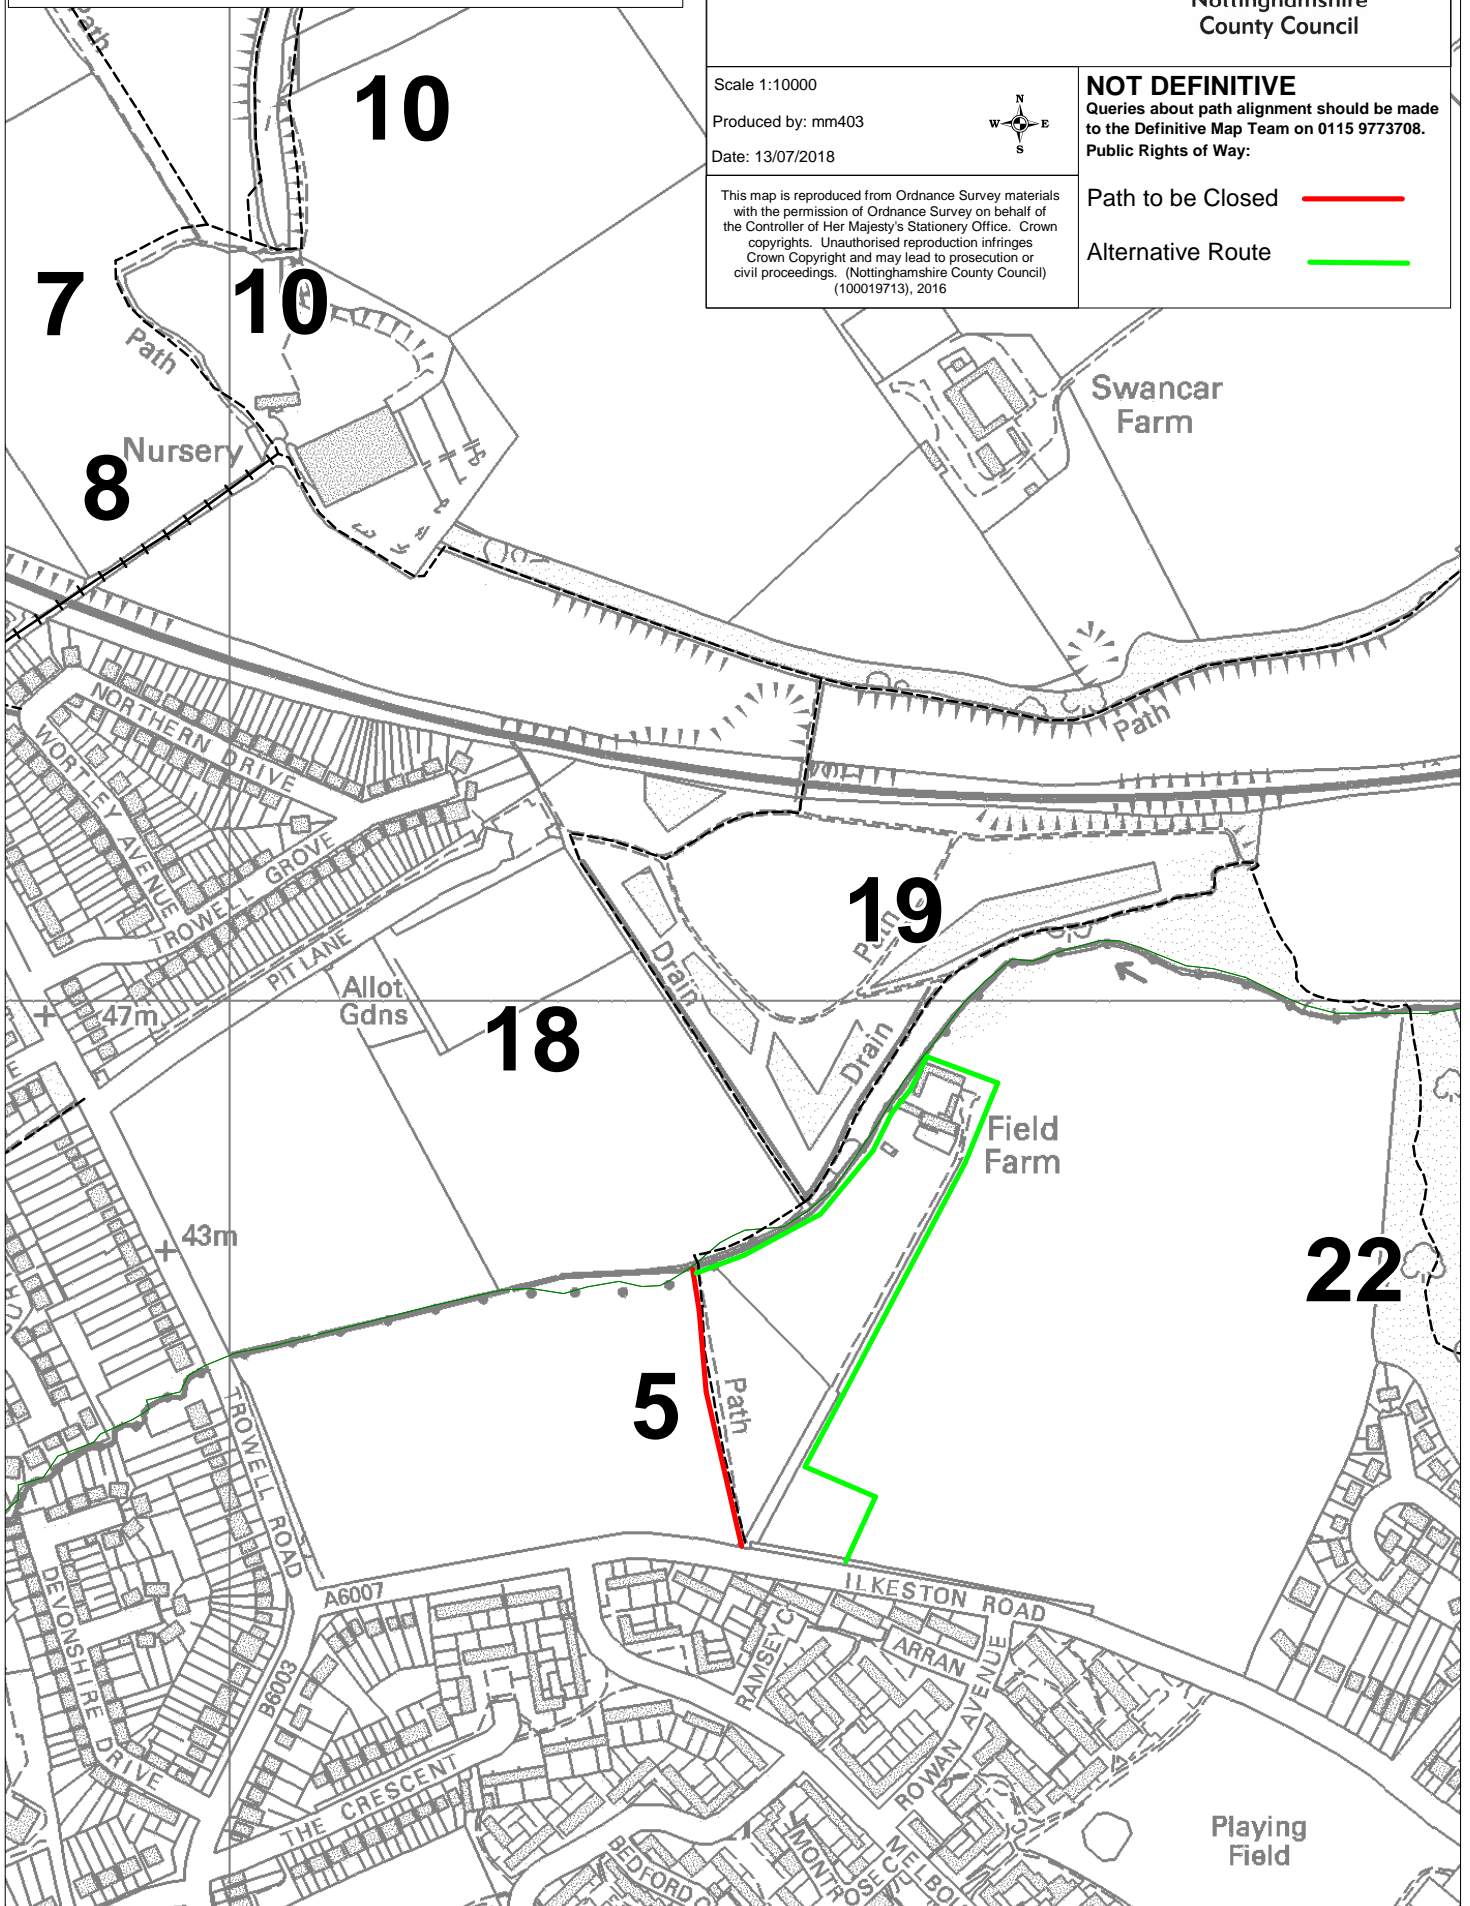 Nottinghamshire
County Council
Scale 1:10000
Produced by: mm403
Date: 13/07/2018
N
W E
S
This map is reproduced from Ordnance Survey materials
with the permission of Ordnance Survey on behalf of
the Controller of Her Majesty's Stationery Office. Crown
copyrights. Unauthorised reproduction infringes
Crown Copyright and may lead to prosecution or
civil proceedings. (Nottinghamshire County Council)
(100019713), 2016
NOT DEFINITIVE
Queries about path alignment should be made
to the Definitive Map Team on 0115 9773708.
Public Rights of Way:
Path to be Closed
Alternative Route
Path
10
7
10
Path
Swancar
Farm
Nursery
8
Path
NORTHERN DRIVE
WORTLEY AVENUE
TROWELL GROVE
PIT LANE
19
Path
Drain
Allot
Gdns
47m
18
Drain
E
Field
Farm
43m
22
5
Path
TROWELL ROAD
A6007
ILKESTON ROAD
DEVONSHIRE DRIVE
B6003
RAMSEY C
ARRAN
ROWAN AVENUE
THE CRESCENT
Playing
Field
BEDFORD C
MONTROSE C
MELBO